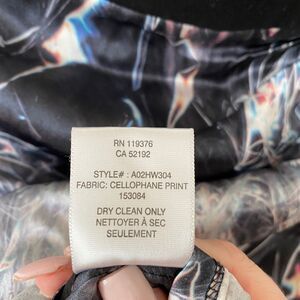 RN 119376
CA 52192
STYLE# : A02HW304
FABRIC: CELLOPHANE PRINT
153084
DRY CLEAN ONLY
NETTOYER À SEC
SEULEMENT